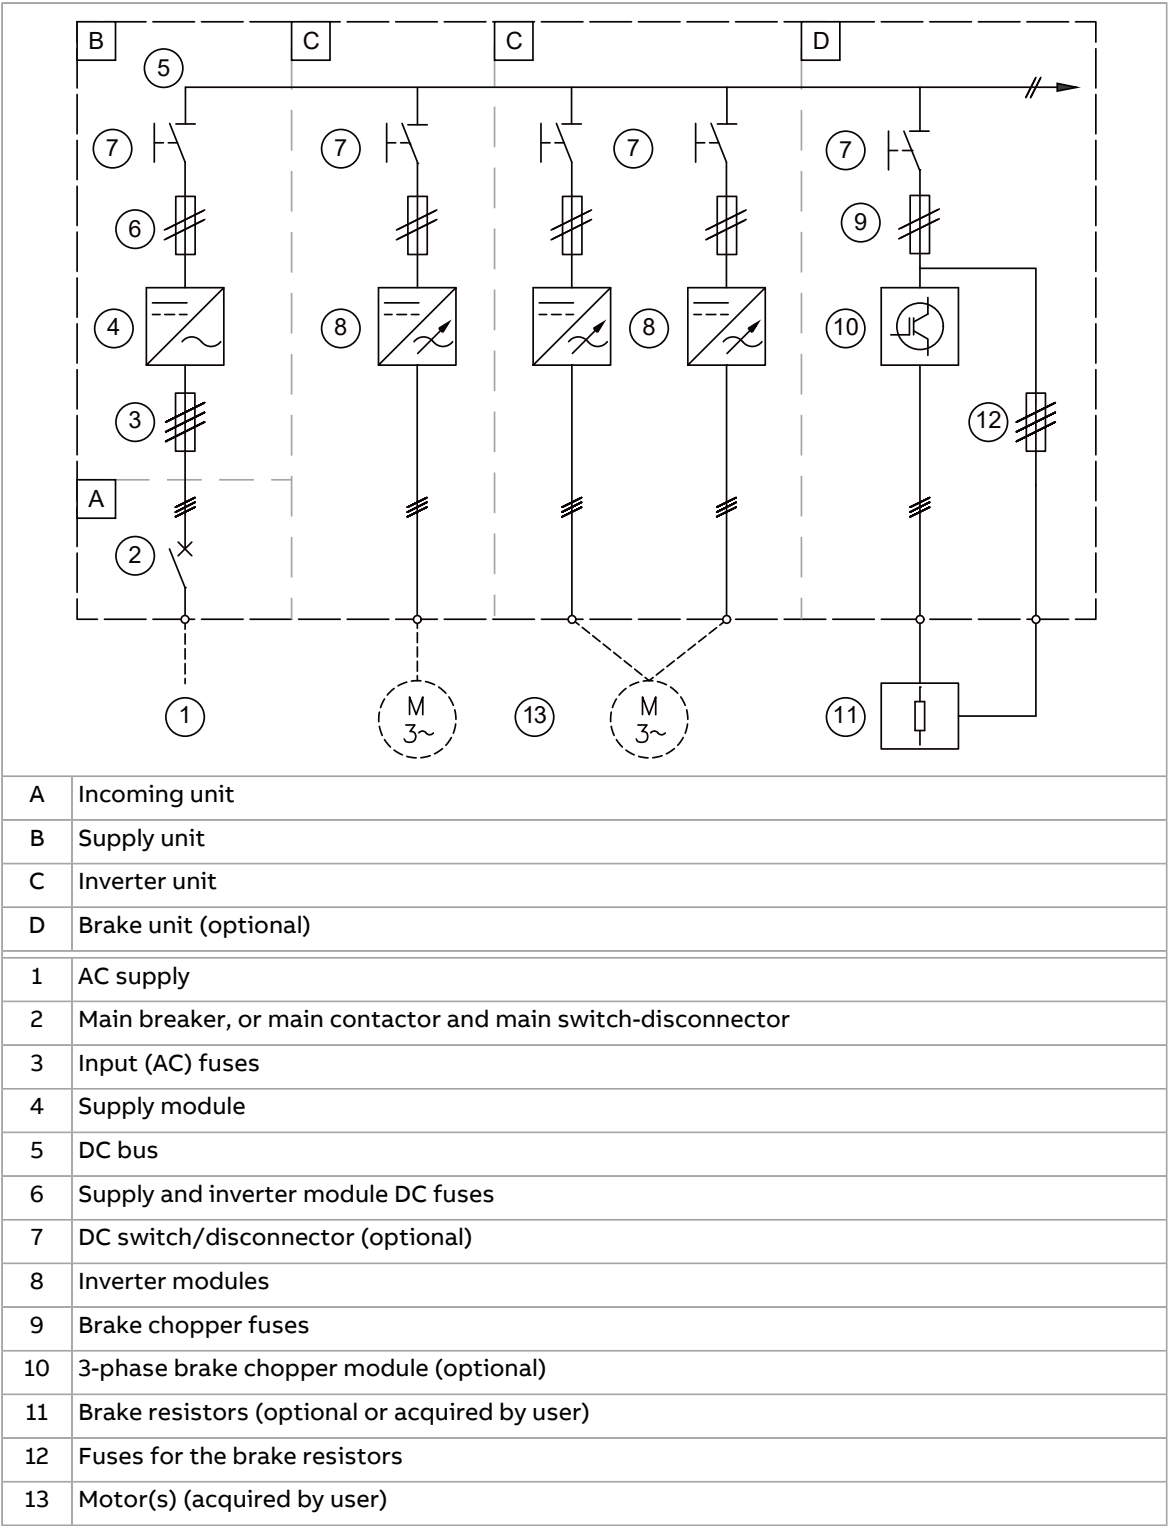 B C C D
5
7 7 7 7
6 9
4 8 8 10
3 12
A
2
1 M 3~ 13 M 3~ 11
A Incoming unit
B Supply unit
C Inverter unit
D Brake unit (optional)
1 AC supply
2 Main breaker, or main contactor and main switch-disconnector
3 Input (AC) fuses
4 Supply module
5 DC bus
6 Supply and inverter module DC fuses
7 DC switch/disconnector (optional)
8 Inverter modules
9 Brake chopper fuses
10 3-phase brake chopper module (optional)
11 Brake resistors (optional or acquired by user)
12 Fuses for the brake resistors
13 Motor(s) (acquired by user)